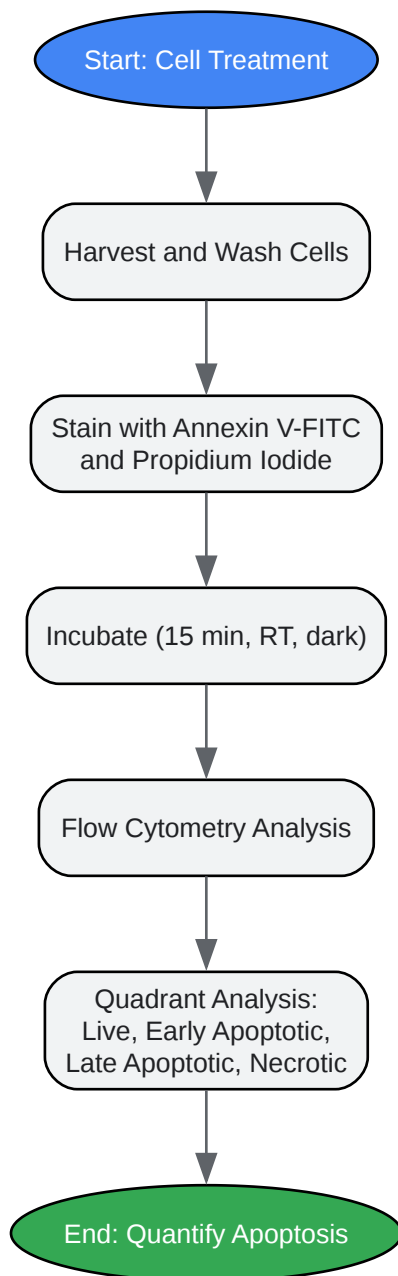 Start: Cell Treatment
Harvest and Wash Cells
Stain with Annexin V-FITC
and Propidium Iodide
Incubate (15 min, RT, dark)
Flow Cytometry Analysis
Quadrant Analysis:
Live, Early Apoptotic,
Late Apoptotic, Necrotic
End: Quantify Apoptosis